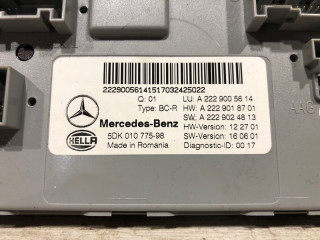 22290056141517032425022
Q: 01 LU: A 222 900 56 14
Type: BC-R HW: A 222 901 87 01
SW: A 222 902 48 13
Mercedes-Benz HW-Version: 12 27 01
HELLA 5DK 010 775-98 SW-Version: 16 06 01
Made in Romania Diagnostic-ID: 00 17